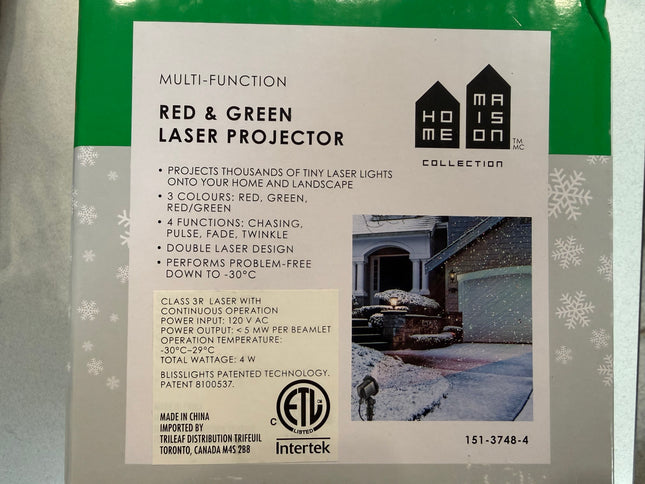 MULTI-FUNCTION
RED & GREEN
LASER PROJECTOR
HO
ME
MA
IS
ON
TM
MC
COLLECTION
• PROJECTS THOUSANDS OF TINY LASER LIGHTS
ONTO YOUR HOME AND LANDSCAPE
• 3 COLOURS: RED, GREEN,
RED/GREEN
• 4 FUNCTIONS: CHASING,
PULSE, FADE, TWINKLE
• DOUBLE LASER DESIGN
• PERFORMS PROBLEM-FREE
DOWN TO -30°C
CLASS 3R LASER WITH
CONTINUOUS OPERATION
POWER INPUT: 120 V AC
POWER OUTPUT: < 5 MW PER BEAMLET
OPERATION TEMPERATURE:
-30°C–29°C
TOTAL WATTAGE: 4 W
BLISSLIGHTS PATENTED TECHNOLOGY.
PATENT 8100537.
MADE IN CHINA
IMPORTED BY
TRILEAF DISTRIBUTION TRIFEUIL
TORONTO, CANADA M4S 2B8
C
ETL
CM
LISTED
Intertek
151-3748-4